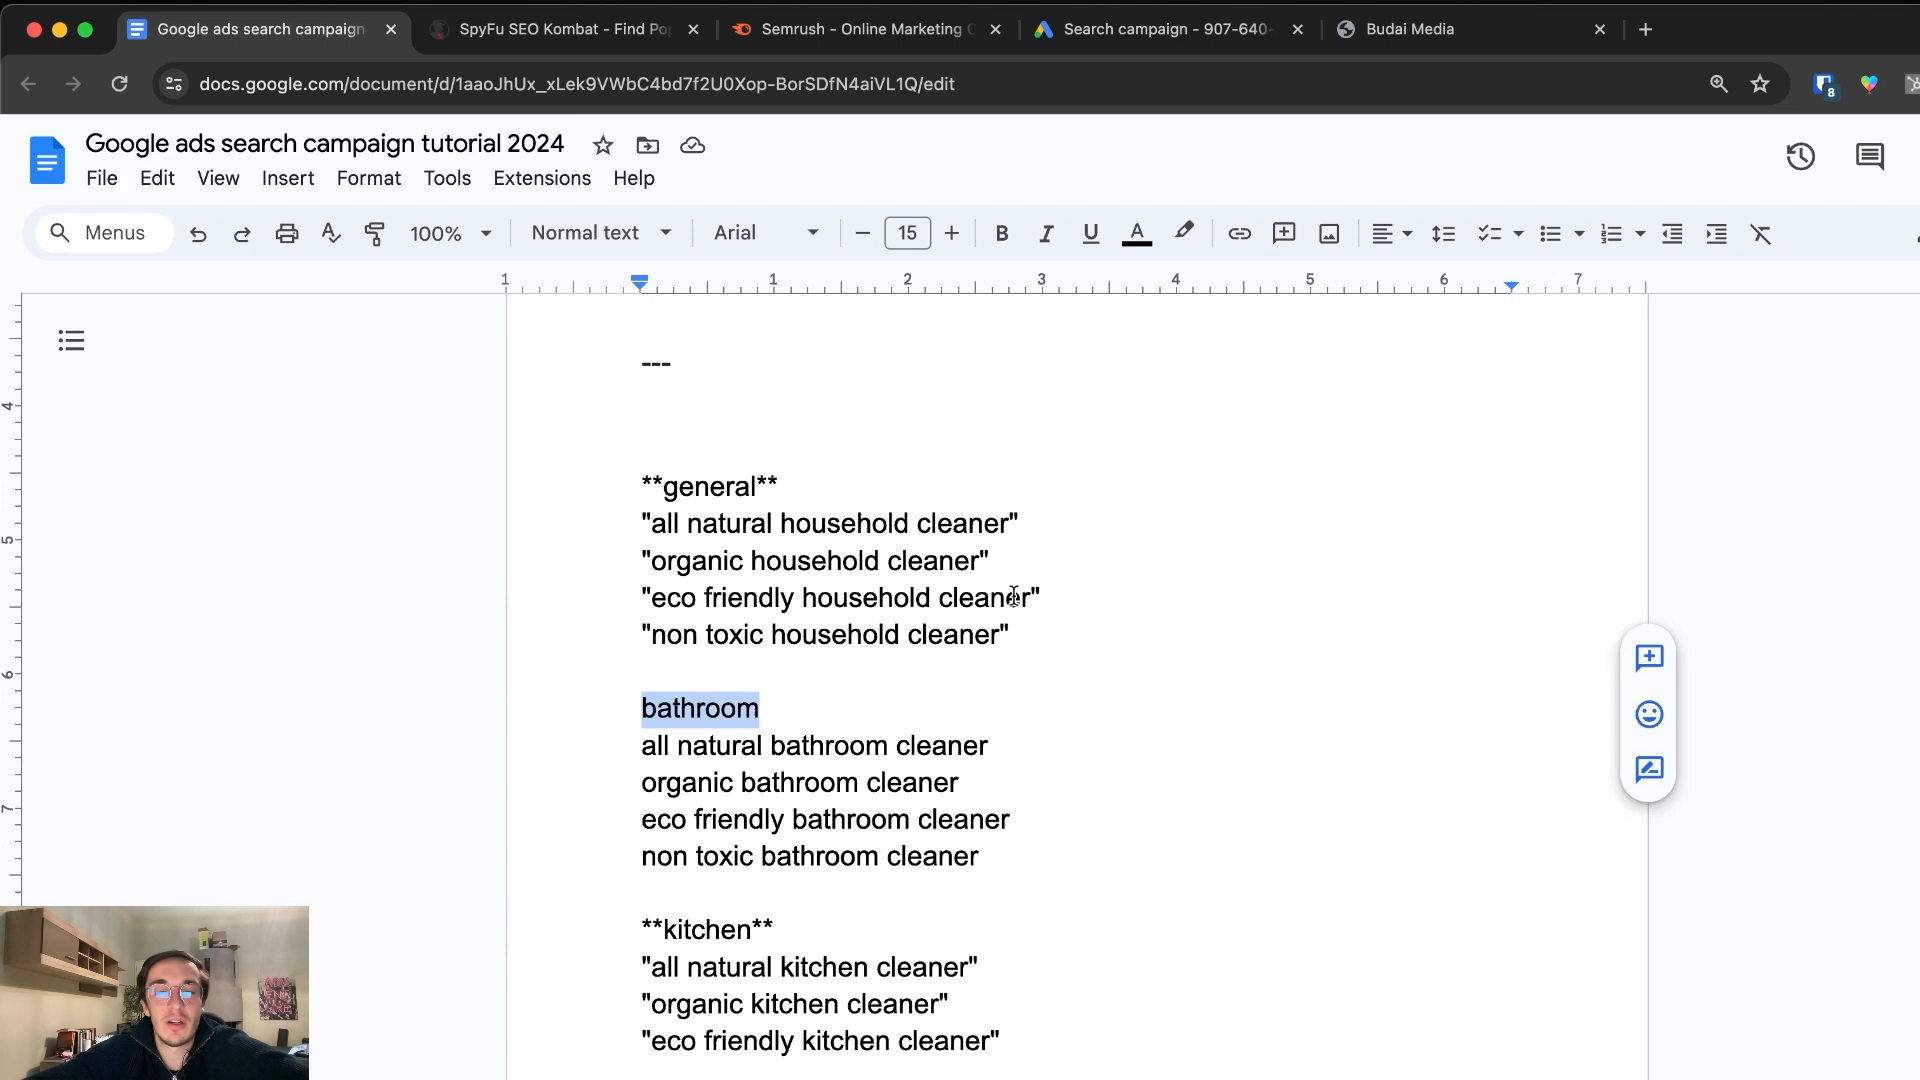 Google ads search campaign
SpyFu SEO Kombat - Find Po
Semrush - Online Marketing
Search campaign - 907-640-
Budai Media
docs.google.com/document/d/1aaoJhUx_xLek9VWbC4bd7f2U0Xop-BorSDfN4aiVL1Q/edit
8
Google ads search campaign tutorial 2024
File Edit View Insert Format Tools Extensions Help
Menus 100% Normal text Arial 15
1 1 2 3 4 5 6 7
4
5
6
7
---
**general**
"all natural household cleaner"
"organic household cleaner"
"eco friendly household cleaner"
"non toxic household cleaner"
bathroom
all natural bathroom cleaner
organic bathroom cleaner
eco friendly bathroom cleaner
non toxic bathroom cleaner
**kitchen**
"all natural kitchen cleaner"
"organic kitchen cleaner"
"eco friendly kitchen cleaner"